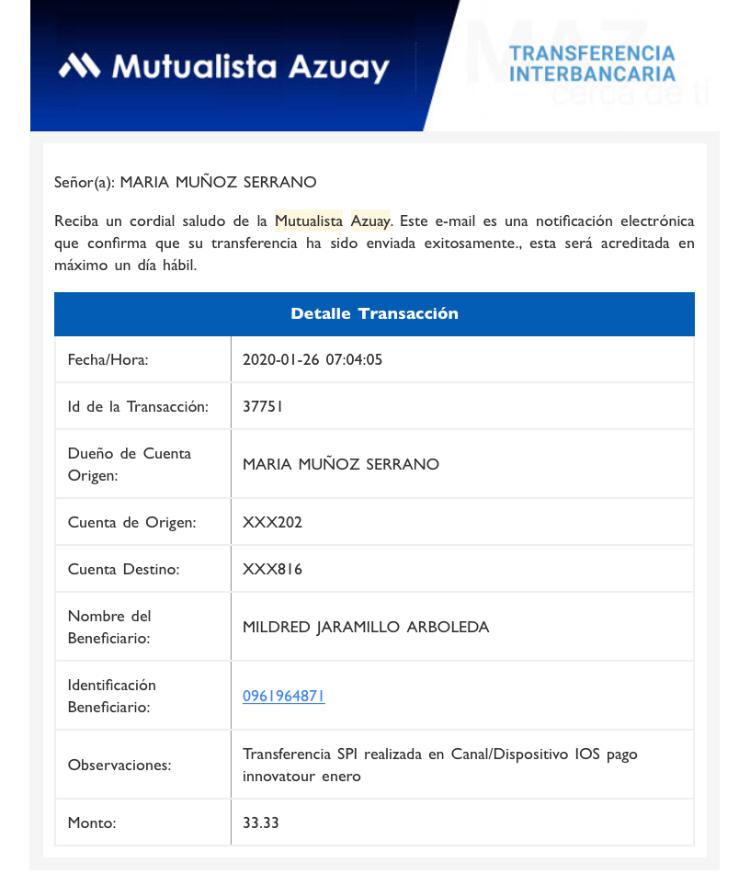 Mutualista Azuay
TRANSFERENCIA
INTERBANCARIA
MAZ
cerca de ti
Señor(a): MARIA MUÑOZ SERRANO
Reciba un cordial saludo de la Mutualista Azuay. Este e-mail es una notificación electrónica
que confirma que su transferencia ha sido enviada exitosamente., esta será acreditada en
máximo un día hábil.
Detalle Transacción
Fecha/Hora: 2020-01-26 07:04:05
Id de la Transacción: 37751
Dueño de Cuenta
Origen:
MARIA MUÑOZ SERRANO
Cuenta de Origen: XXX202
Cuenta Destino: XXX816
Nombre del
Beneficiario:
MILDRED JARAMILLO ARBOLEDA
Identificación
Beneficiario:
0961964871
Observaciones:
Transferencia SPI realizada en Canal/Dispositivo IOS pago
innovatour enero
Monto: 33.33